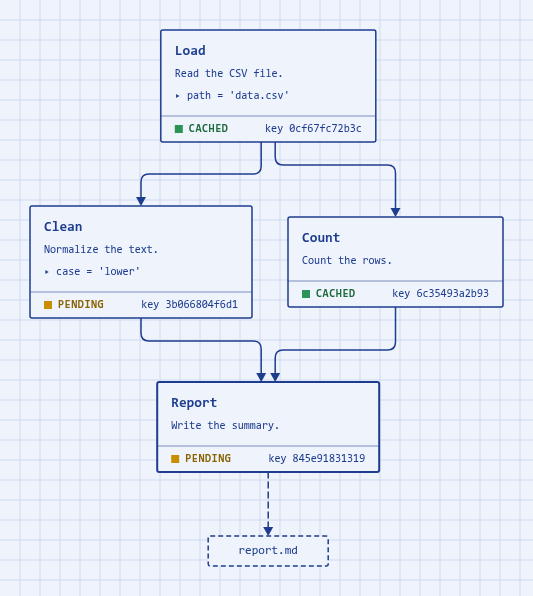 Load
Read the CSV file.
▸ path = 'data.csv'
CACHED key 0cf67fc72b3c
Clean
Normalize the text.
▸ case = 'lower'
PENDING key 3b066804f6d1
Count
Count the rows.
CACHED key 6c35493a2b93
Report
Write the summary.
PENDING key 845e91831319
report.md